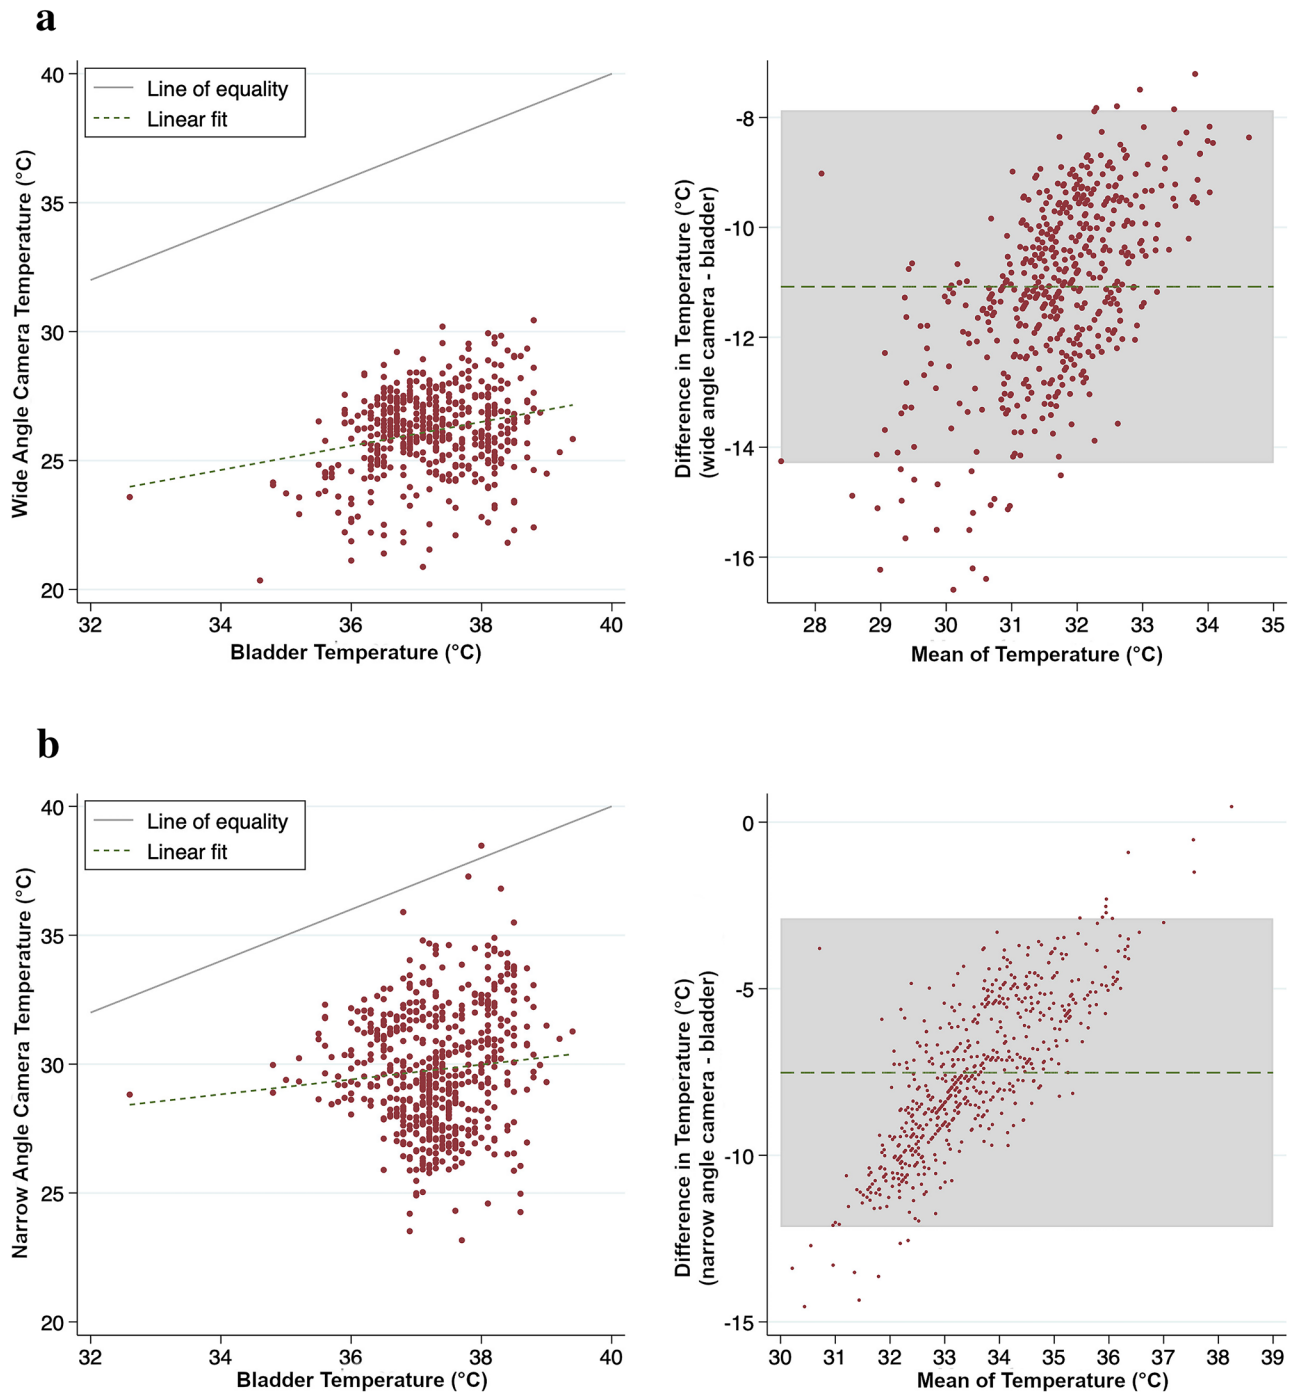 a
Line of equality
Linear fit
40
35
30
25
20
32 34 36 38 40
Wide Angle Camera Temperature (°C)
Bladder Temperature (°C)
-8
-10
-12
-14
-16
28 29 30 31 32 33 34 35
Difference in Temperature (°C)
(wide angle camera - bladder)
Mean of Temperature (°C)
b
Line of equality
Linear fit
40
35
30
25
20
32 34 36 38 40
Narrow Angle Camera Temperature (°C)
Bladder Temperature (°C)
0
-5
-10
-15
30 31 32 33 34 35 36 37 38 39
Difference in Temperature (°C)
(narrow angle camera - bladder)
Mean of Temperature (°C)